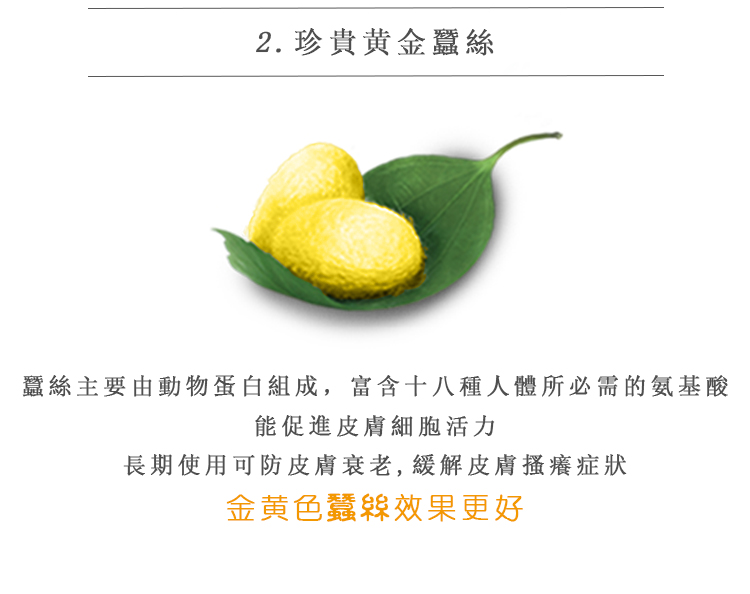 2.珍貴黄金蠶絲
蠶絲主要由動物蛋白組成，富含十八種人體所必需的氨基酸
能促進皮膚細胞活力
長期使用可防皮膚衰老,緩解皮膚搔癢症狀
金黄色蠶絲效果更好